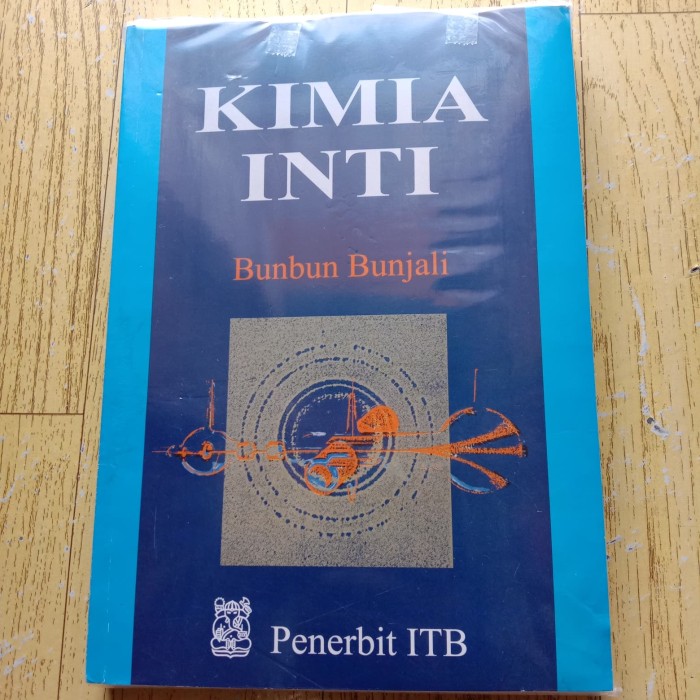 KIMIA
INTI
Bunbun Bunjali
Penerbit ITB